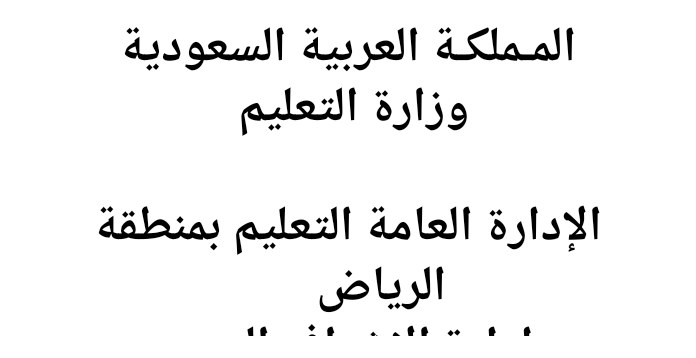 المملكة العربية السعودية
وزارة التعليم
الإدارة العامة التعليم بمنطقة
الرياض